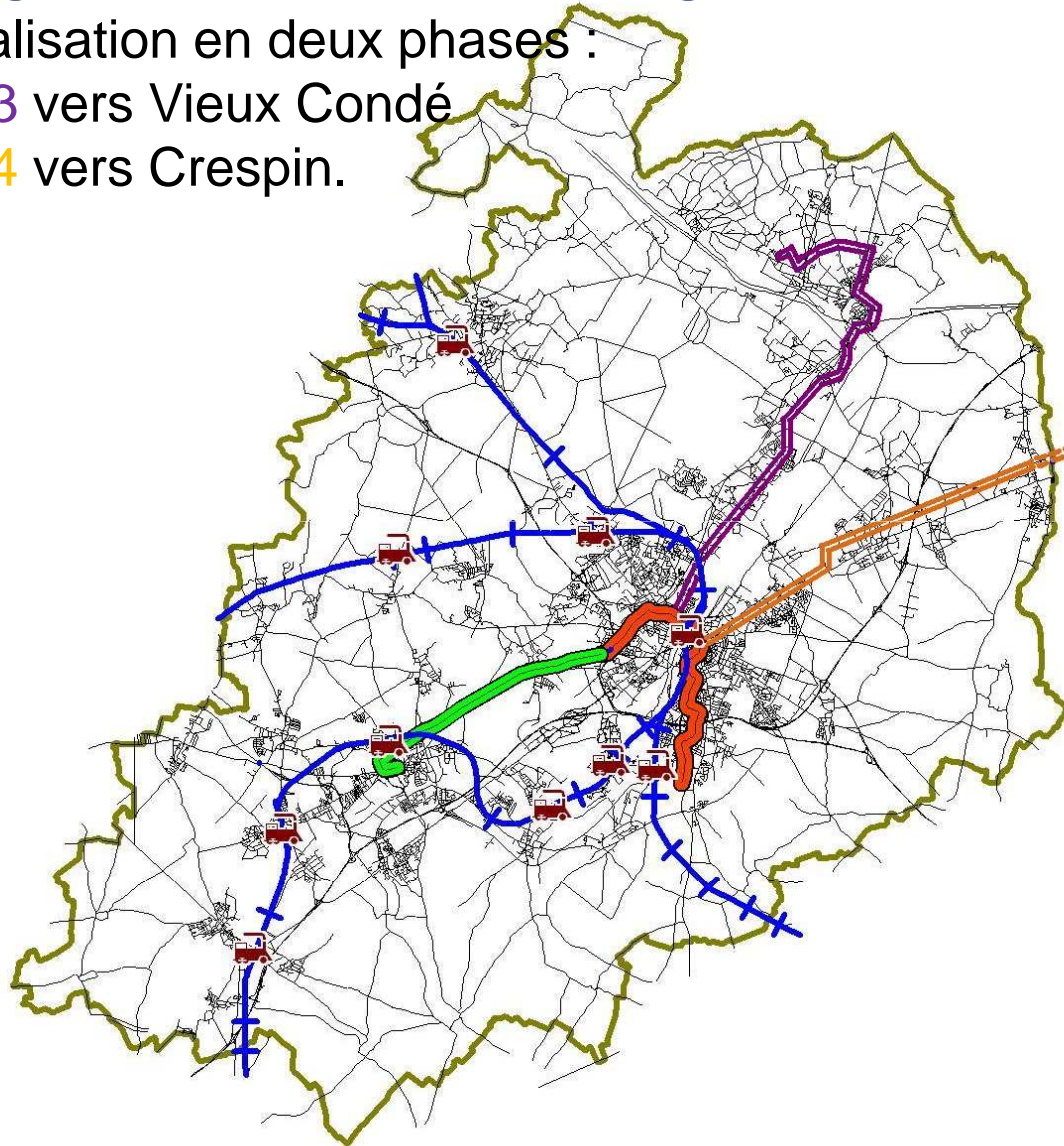 alisation en deux phases :
3 vers Vieux Condé
4 vers Crespin.